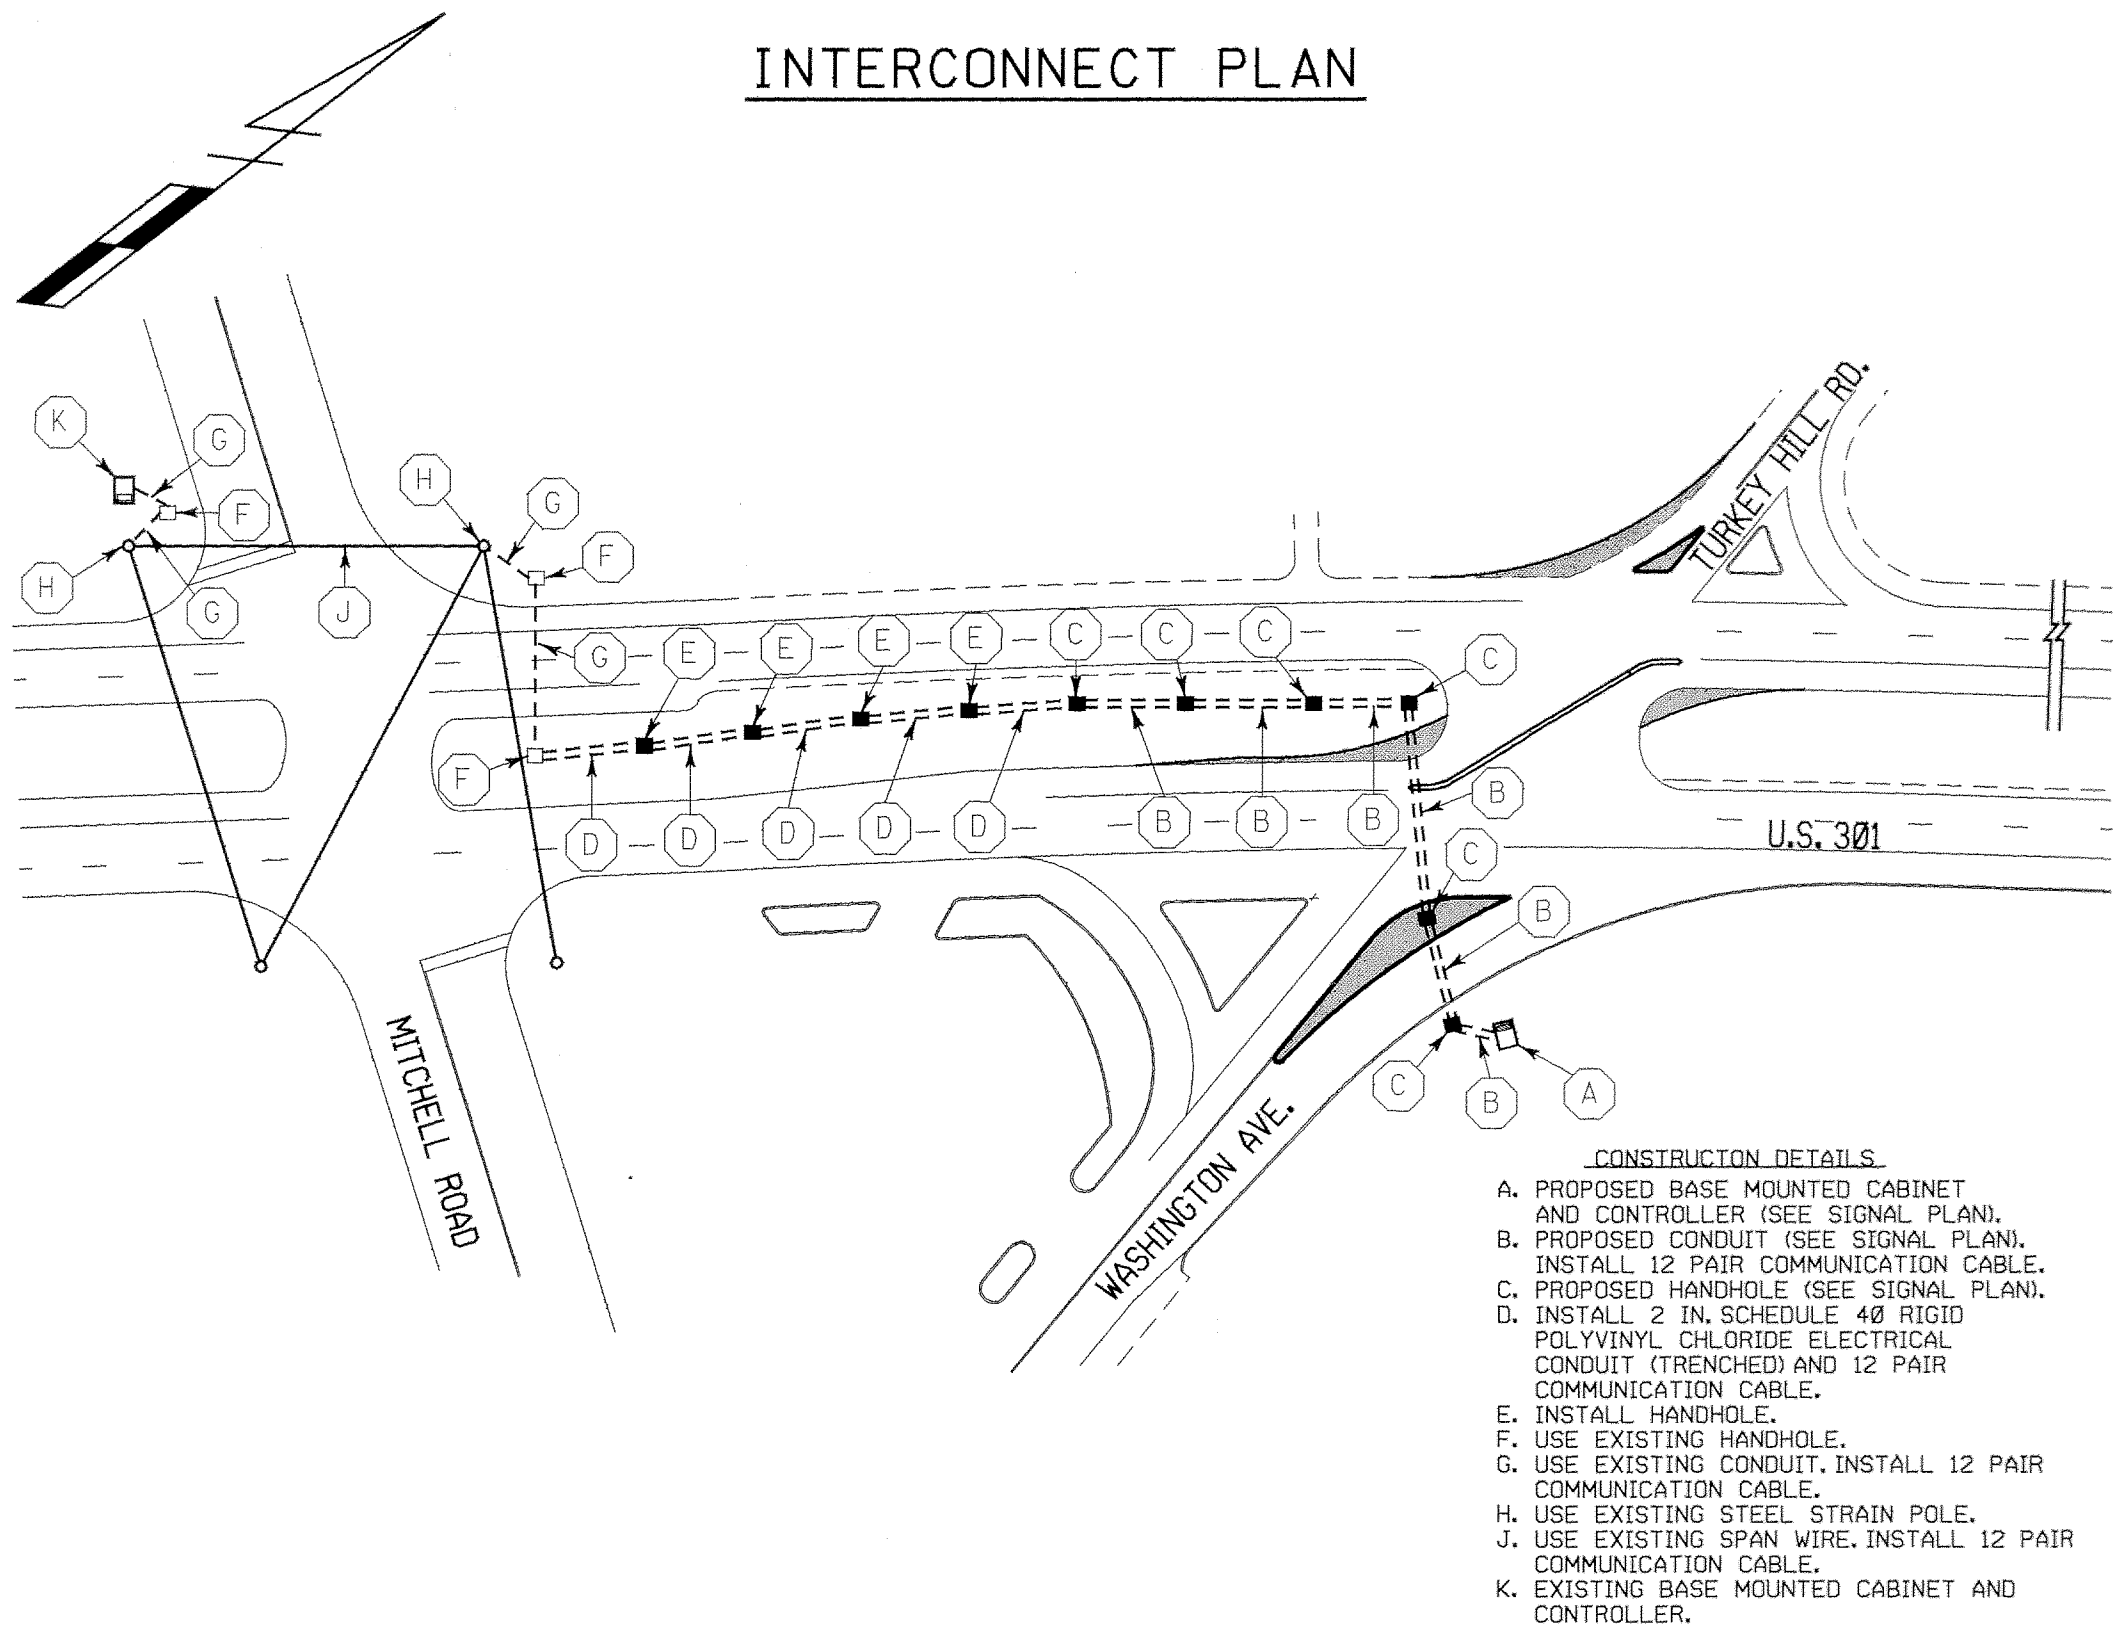 INTERCONNECT PLAN
TURKEY HILL RD.
K
G
H
G
F
F
H
G
J
G
E
E
E
E
C
C
C
C
F
B
D
D
D
D
D
B
B
B
U.S. 301
C
B
MITCHELL ROAD
C
B
A
WASHINGTON AVE.
CONSTRUCTON DETAILS
A. PROPOSED BASE MOUNTED CABINET
AND CONTROLLER (SEE SIGNAL PLAN).
B. PROPOSED CONDUIT (SEE SIGNAL PLAN).
INSTALL 12 PAIR COMMUNICATION CABLE.
C. PROPOSED HANDHOLE (SEE SIGNAL PLAN).
D. INSTALL 2 IN. SCHEDULE 40 RIGID
POLYVINYL CHLORIDE ELECTRICAL
CONDUIT (TRENCHED) AND 12 PAIR
COMMUNICATION CABLE.
E. INSTALL HANDHOLE.
F. USE EXISTING HANDHOLE.
G. USE EXISTING CONDUIT. INSTALL 12 PAIR
COMMUNICATION CABLE.
H. USE EXISTING STEEL STRAIN POLE.
J. USE EXISTING SPAN WIRE. INSTALL 12 PAIR
COMMUNICATION CABLE.
K. EXISTING BASE MOUNTED CABINET AND
CONTROLLER.